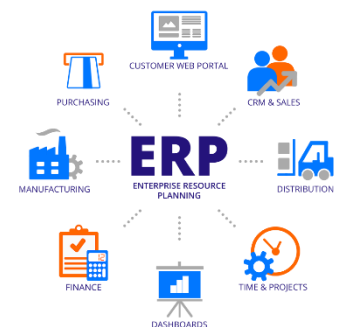 CUSTOMER WEB PORTAL
PURCHASING
CRM & SALES
ERP
ENTERPRISE RESOURCE
PLANNING
MANUFACTURING
DISTRIBUTION
FINANCE
TIME & PROJECTS
DASHBOARDS